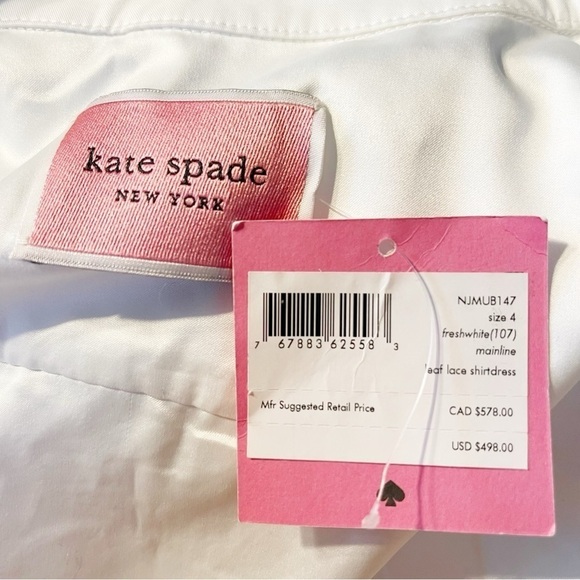 kate spade
NEW YORK
NJMUB147
size 4
freshwhite(107)
mainline
leaf lace shirtdress
7 67883 62558 3
Mfr Suggested Retail Price
CAD $578.00
USD $498.00